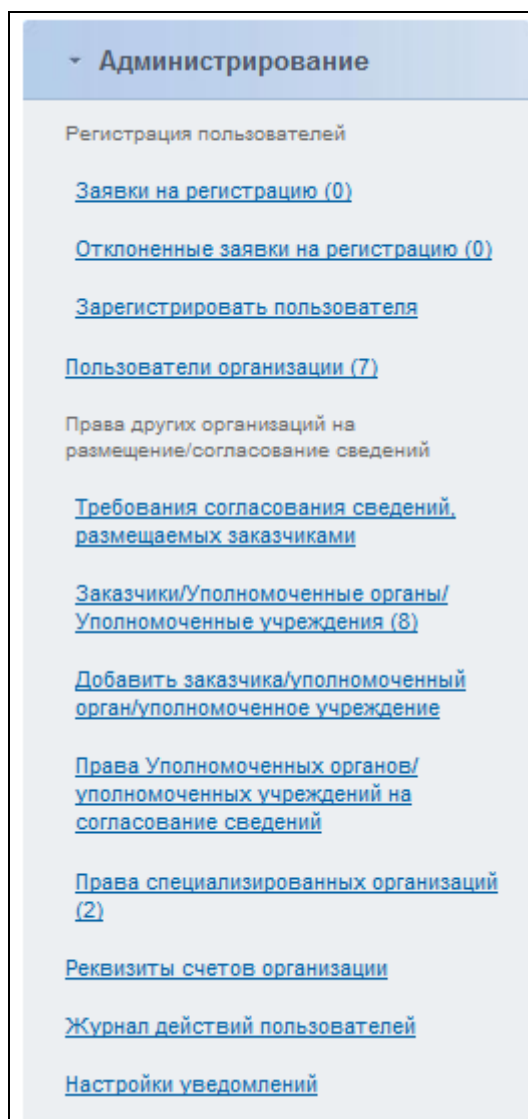 Администрирование
Регистрация пользователей
Заявки на регистрацию (0)
Отклоненные заявки на регистрацию (0)
Зарегистрировать пользователя
Пользователи организации (7)
Права других организаций на
размещение/согласование сведений
Требования согласования сведений,
размещаемых заказчиками
Заказчики/Уполномоченные органы/
Уполномоченные учреждения (8)
Добавить заказчика/уполномоченный
орган/уполномоченное учреждение
Права Уполномоченных органов/
уполномоченных учреждений на
согласование сведений
Права специализированных организаций
(2)
Реквизиты счетов организации
Журнал действий пользователей
Настройки уведомлений